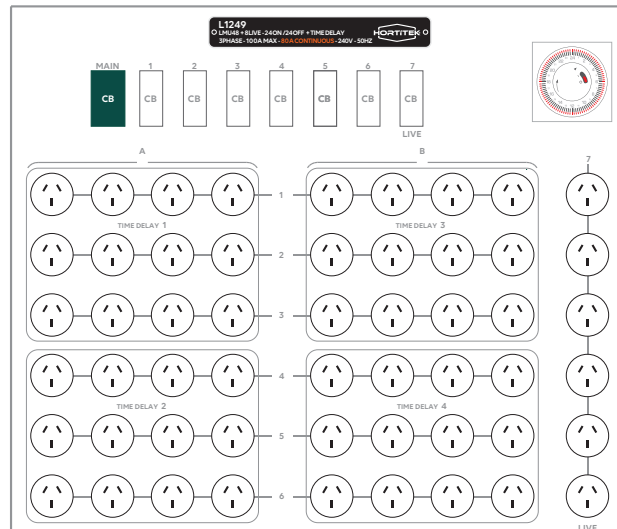 L1249
LMU48 + 8LIVE - 24ON / 24OFF + TIME DELAY
3PHASE - 100A MAX - 80A CONTINUOUS - 240V - 50HZ
HORTITEK
MAIN 1 2 3 4 5 6 7
CB CB CB CB CB CB CB CB
LIVE
A B
7
1
TIME DELAY 1 TIME DELAY 3
2
3
4
TIME DELAY 2 TIME DELAY 4
5
6
LIVE